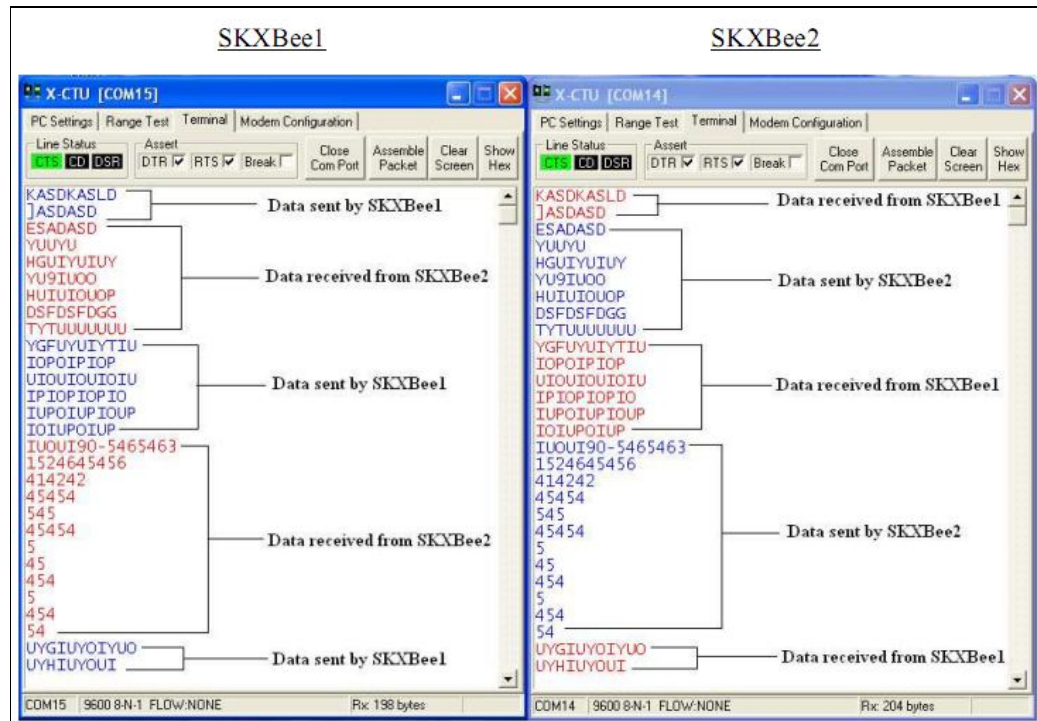 SKXBee1
X-CTU [COM15]
PC Settings Range Test Terminal Modem Configuration
Line Status
CTS CD DSR
Assert
DTR RTS Break
Close Com Port
Assemble Packet
Clear Screen
Show Hex
KASDKASLD
]ASDASD
Data sent by SKXBee1
ESADASD
YUUYU
HGUIYUIUY
YU9IUOO
HUIUIOUOP
DSFDSFDGG
TYTUUUUUUU
Data received from SKXBee2
YGFUYUIYTIU
IOPOIPIOP
UIOUIOUIOIU
IPIOPIOPIO
IUPOIUPIOUP
IOIUPOIUP
Data sent by SKXBee1
IUOUI90-5465463
1524645456
414242
45454
545
45454
5
45
454
5
454
54
Data received from SKXBee2
UYGIUYOIYUO
UYHIUYOUI
Data sent by SKXBee1
COM15 9600 8-N-1 FLOW:NONE Rx: 198 bytes
SKXBee2
X-CTU [COM14]
PC Settings Range Test Terminal Modem Configuration
Line Status
CTS CD DSR
Assert
DTR RTS Break
Close Com Port
Assemble Packet
Clear Screen
Show Hex
KASDKASLD
]ASDASD
Data received from SKXBee1
ESADASD
YUUYU
HGUIYUIUY
YU9IUOO
HUIUIOUOP
DSFDSFDGG
TYTUUUUUUU
Data sent by SKXBee2
YGFUYUIYTIU
IOPOIPIOP
UIOUIOUIOIU
IPIOPIOPIO
IUPOIUPIOUP
IOIUPOIUP
Data received from SKXBee1
IUOUI90-5465463
1524645456
414242
45454
545
45454
5
45
454
5
454
54
Data sent by SKXBee2
UYGIUYOIYUO
UYHIUYOUI
Data received from SKXBee1
COM14 9600 8-N-1 FLOW:NONE Rx: 204 bytes